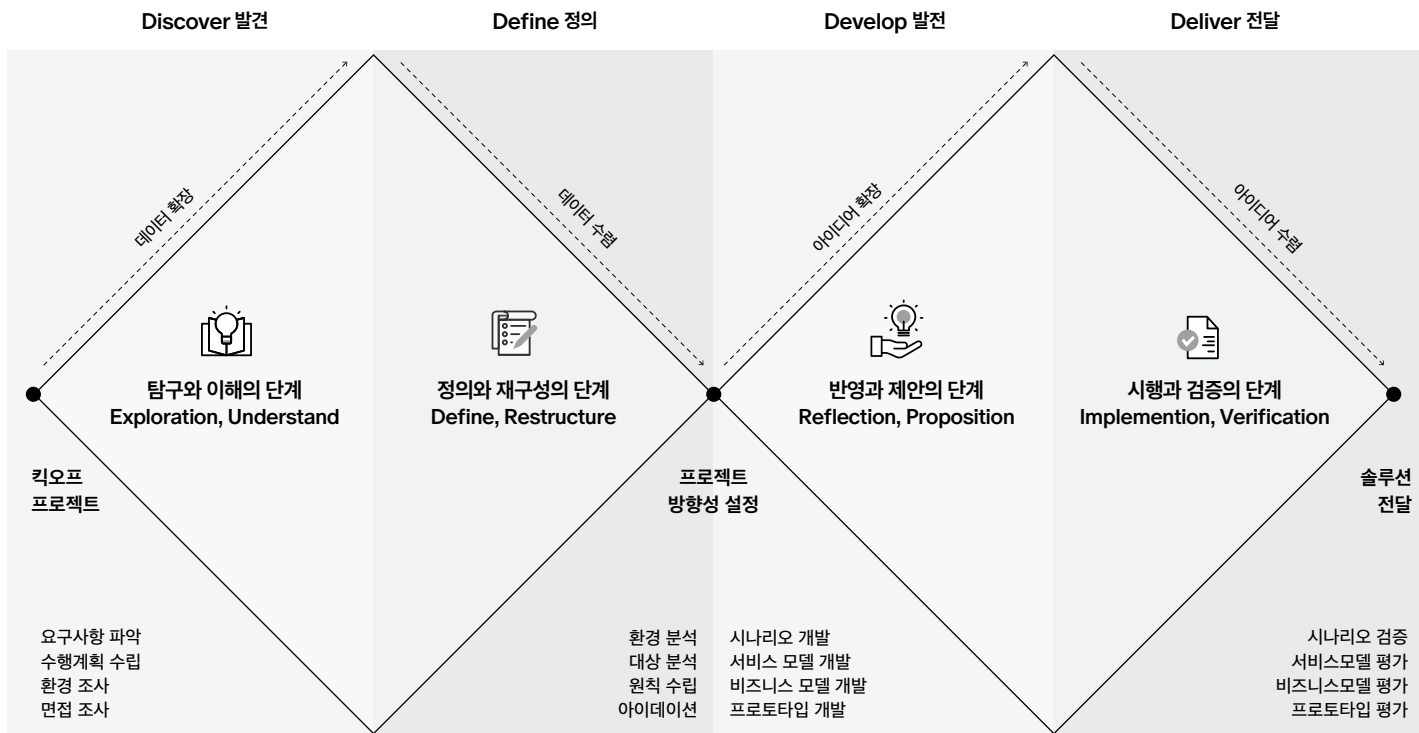 Discover 발견
Define 정의
Develop 발전
Deliver 전달
데이터 확장
데이터 수렴
아이디어 확장
아이디어 수렴
탐구와 이해의 단계
Exploration, Understand
정의와 재구성의 단계
Define, Restructure
반영과 제안의 단계
Reflection, Proposition
시행과 검증의 단계
Implemention, Verification
킥오프
프로젝트
프로젝트
방향성 설정
솔루션
전달
요구사항 파악
수행계획 수립
환경 조사
면접 조사
환경 분석
대상 분석
원칙 수립
아이데이션
시나리오 개발
서비스 모델 개발
비즈니스 모델 개발
프로토타입 개발
시나리오 검증
서비스모델 평가
비즈니스모델 평가
프로토타입 평가